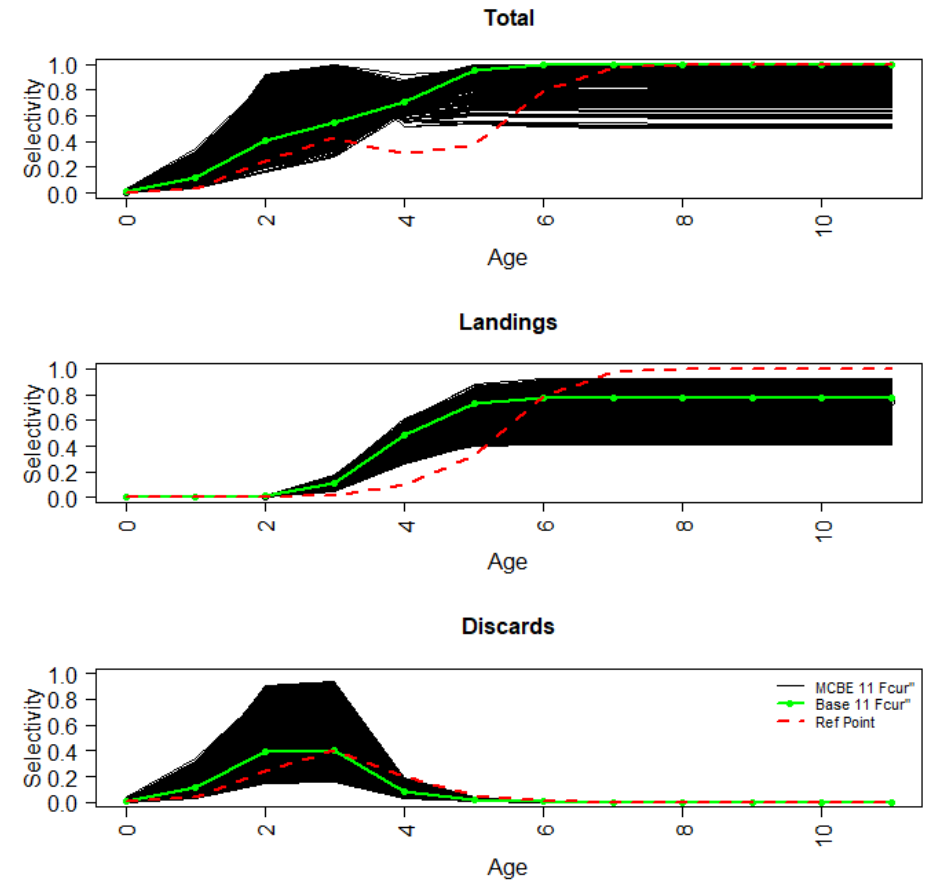 Total
1.0
0.8
0.6
0.4
0.2
0.0
Selectivity
0 2 4 6 8 10
Age
Landings
1.0
0.8
0.6
0.4
0.2
0.0
Selectivity
0 2 4 6 8 10
Age
Discards
1.0
0.8
0.6
0.4
0.2
0.0
Selectivity
MCBE 11 Fcur"
Base 11 Fcur"
Ref Point
0 2 4 6 8 10
Age